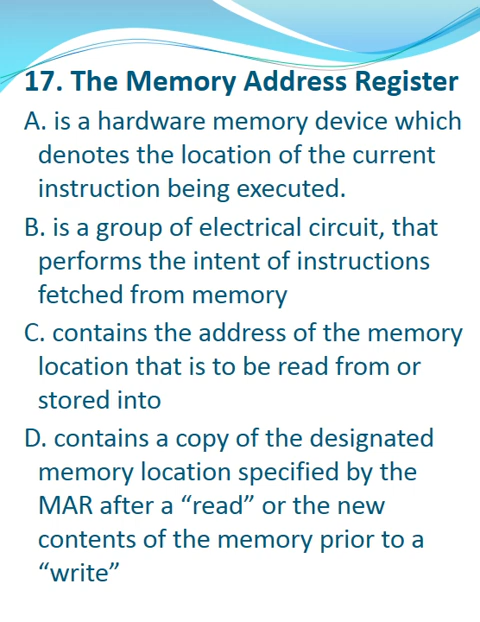 17. The Memory Address Register
A. is a hardware memory device which
denotes the location of the current
instruction being executed.
B. is a group of electrical circuit, that
performs the intent of instructions
fetched from memory
C. contains the address of the memory
location that is to be read from or
stored into
D. contains a copy of the designated
memory location specified by the
MAR after a “read” or the new
contents of the memory prior to a
“write”